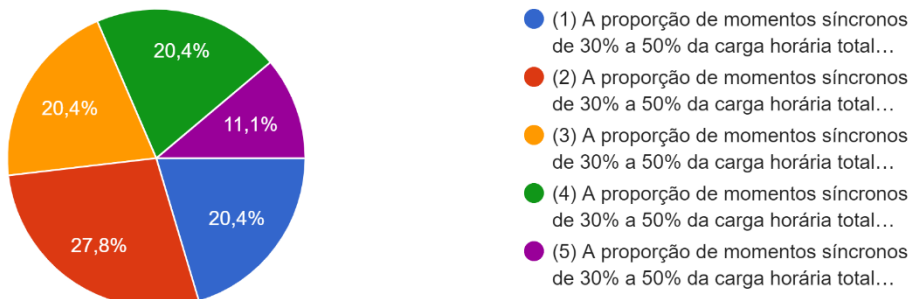 20,4%
11,1%
20,4%
20,4%
27,8%
(1) A proporção de momentos síncronos
de 30% a 50% da carga horária total…
(2) A proporção de momentos síncronos
de 30% a 50% da carga horária total…
(3) A proporção de momentos síncronos
de 30% a 50% da carga horária total…
(4) A proporção de momentos síncronos
de 30% a 50% da carga horária total…
(5) A proporção de momentos síncronos
de 30% a 50% da carga horária total…